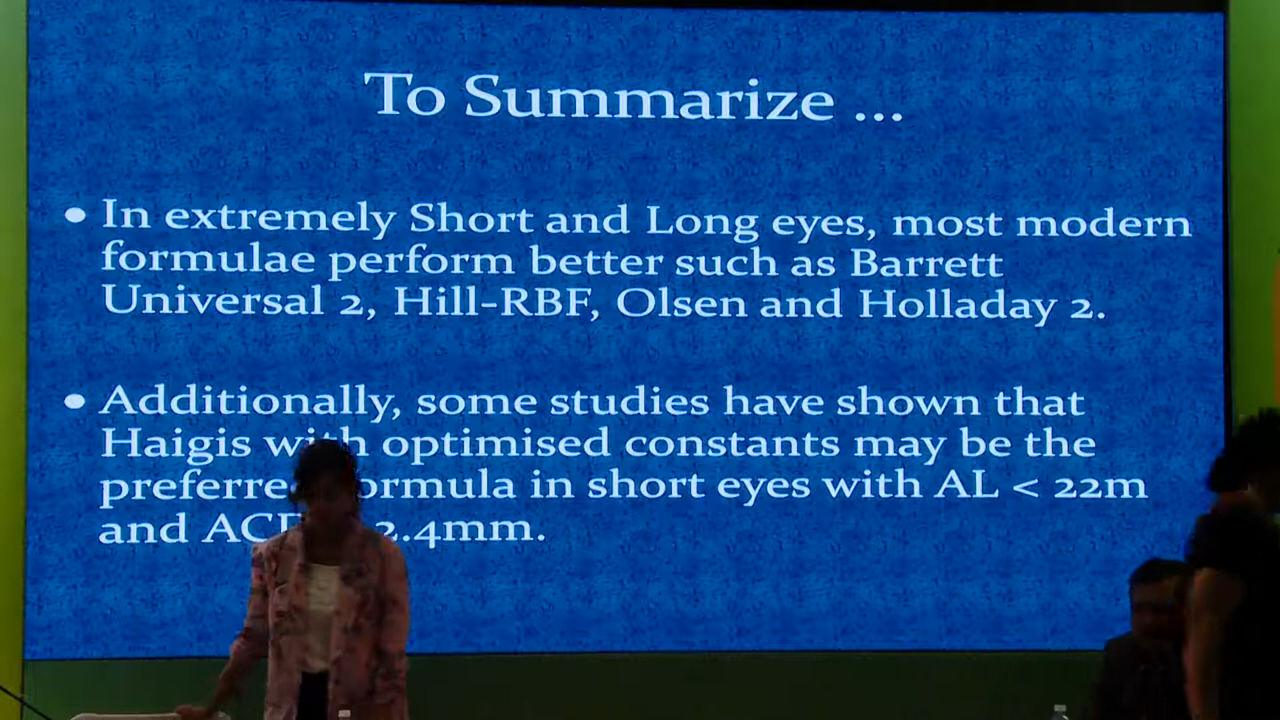 To Summarize ...
• In extremely Short and Long eyes, most modern
formulae perform better such as Barrett
Universal 2, Hill-RBF, Olsen and Holladay 2.
• Additionally, some studies have shown that
Haigis with optimised constants may be the
preferred formula in short eyes with AL < 22m
and 2.4mm.